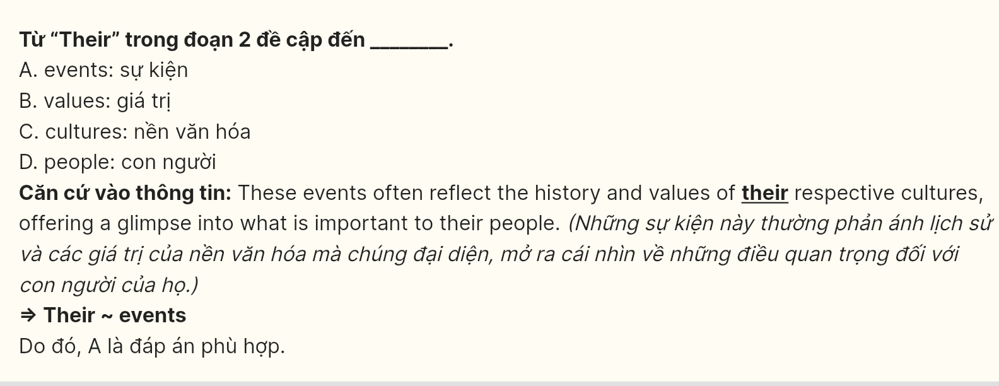 Từ “Their” trong đoạn 2 đề cập đến ________.
A. events: sự kiện
B. values: giá trị
C. cultures: nền văn hóa
D. people: con người
Căn cứ vào thông tin: These events often reflect the history and values of their respective cultures,
offering a glimpse into what is important to their people. (Những sự kiện này thường phản ánh lịch sử
và các giá trị của nền văn hóa mà chúng đại diện, mở ra cái nhìn về những điều quan trọng đối với
con người của họ.)
⇒ Their ~ events
Do đó, A là đáp án phù hợp.